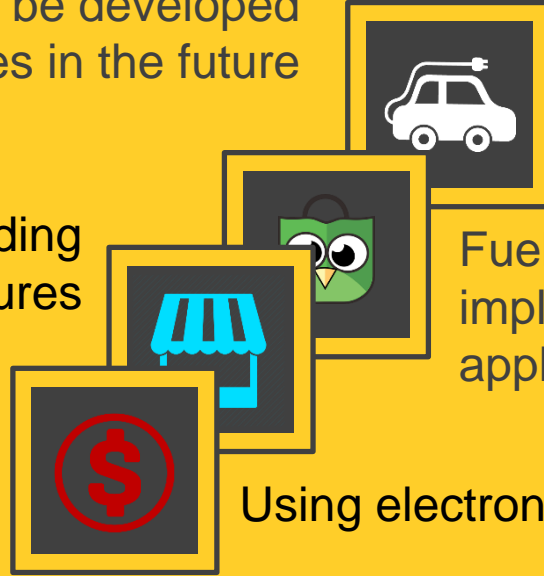 be developed
es in the future
ding
ures
Fue
impl
appl
Using electron
$